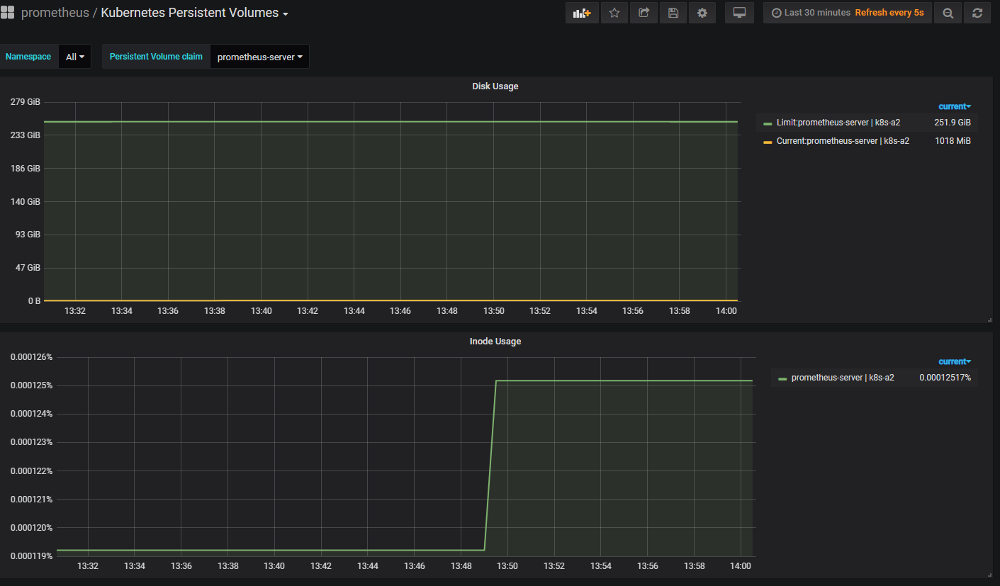 prometheus / Kubernetes Persistent Volumes
Last 30 minutes Refresh every 5s
Namespace All Persistent Volume claim prometheus-server
Disk Usage
279 GiB
233 GiB
186 GiB
140 GiB
93 GiB
47 GiB
0 B
13:32 13:34 13:36 13:38 13:40 13:42 13:44 13:46 13:48 13:50 13:52 13:54 13:56 13:58 14:00
current
Limit:prometheus-server | k8s-a2 251.9 GiB
Current:prometheus-server | k8s-a2 1018 MiB
Inode Usage
0.000126%
0.000125%
0.000124%
0.000123%
0.000122%
0.000121%
0.000120%
0.000119%
13:32 13:34 13:36 13:38 13:40 13:42 13:44 13:46 13:48 13:50 13:52 13:54 13:56 13:58 14:00
current
prometheus-server | k8s-a2 0.00012517%